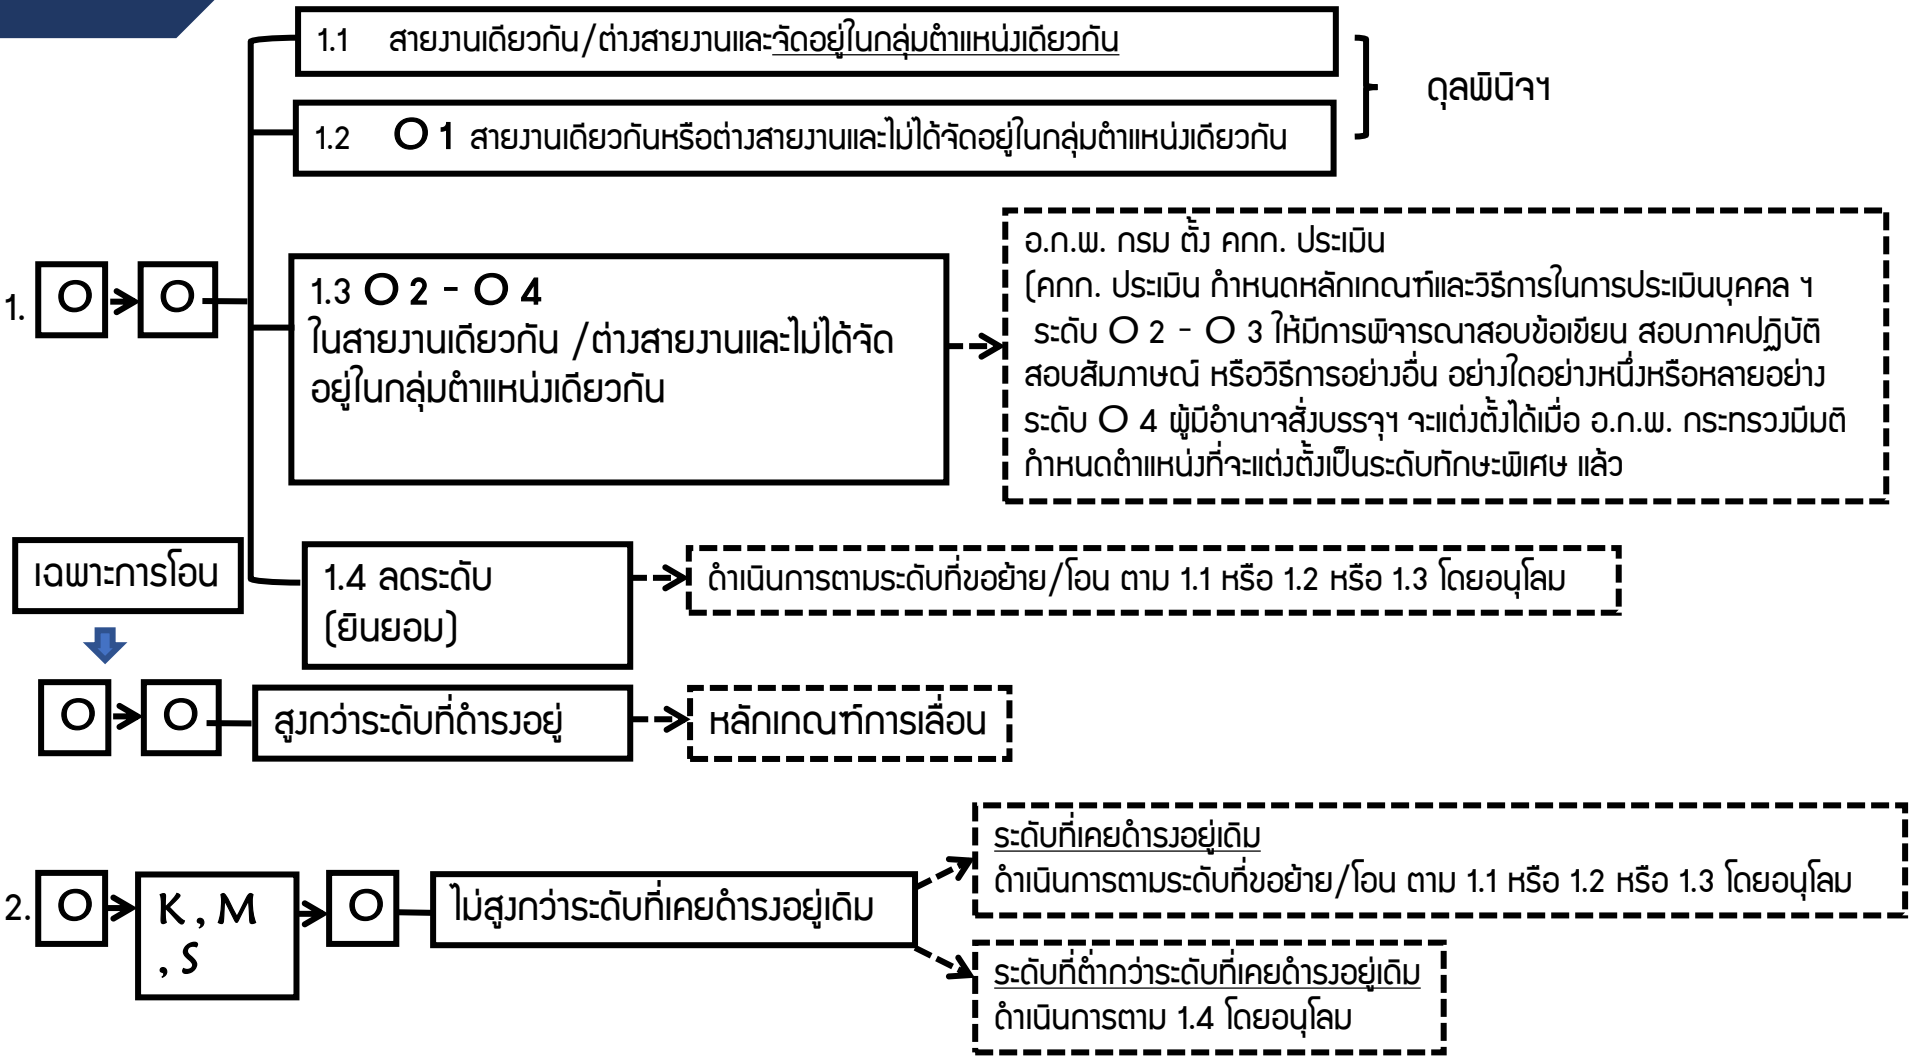 1.1 สายงานเดียวกัน/ต่างสายงานและจัดอยู่ในกลุ่มตำแหน่งเดียวกัน
1.2 O 1 สายงานเดียวกันหรือต่างสายงานและไม่ได้จัดอยู่ในกลุ่มตำแหน่งเดียวกัน
ดุลพินิจฯ
1. O O
1.3 O 2 - O 4
ในสายงานเดียวกัน /ต่างสายงานและไม่ได้จัด
อยู่ในกลุ่มตำแหน่งเดียวกัน
อ.ก.พ. กรม ตั้ง คกก. ประเมิน
(คกก. ประเมิน กำหนดหลักเกณฑ์และวิธีการในการประเมินบุคคล ฯ
ระดับ O 2 - O 3 ให้มีการพิจารณาสอบข้อเขียน สอบภาคปฏิบัติ
สอบสัมภาษณ์ หรือวิธีการอย่างอื่น อย่างใดอย่างหนึ่งหรือหลายอย่าง
ระดับ O 4 ผู้มีอำนาจสั่งบรรจุฯ จะแต่งตั้งได้เมื่อ อ.ก.พ. กระทรวงมีมติ
กำหนดตำแหน่งที่จะแต่งตั้งเป็นระดับทักษะพิเศษ แล้ว
1.4 ลดระดับ
(ยินยอม)
ดำเนินการตามระดับที่ขอย้าย/โอน ตาม 1.1 หรือ 1.2 หรือ 1.3 โดยอนุโลม
เฉพาะการโอน
O O สูงกว่าระดับที่ดำรงอยู่ หลักเกณฑ์การเลื่อน
2. O K , M
, S
O ไม่สูงกว่าระดับที่เคยดำรงอยู่เดิม
ระดับที่เคยดำรงอยู่เดิม
ดำเนินการตามระดับที่ขอย้าย/โอน ตาม 1.1 หรือ 1.2 หรือ 1.3 โดยอนุโลม
ระดับที่ต่ำกว่าระดับที่เคยดำรงอยู่เดิม
ดำเนินการตาม 1.4 โดยอนุโลม